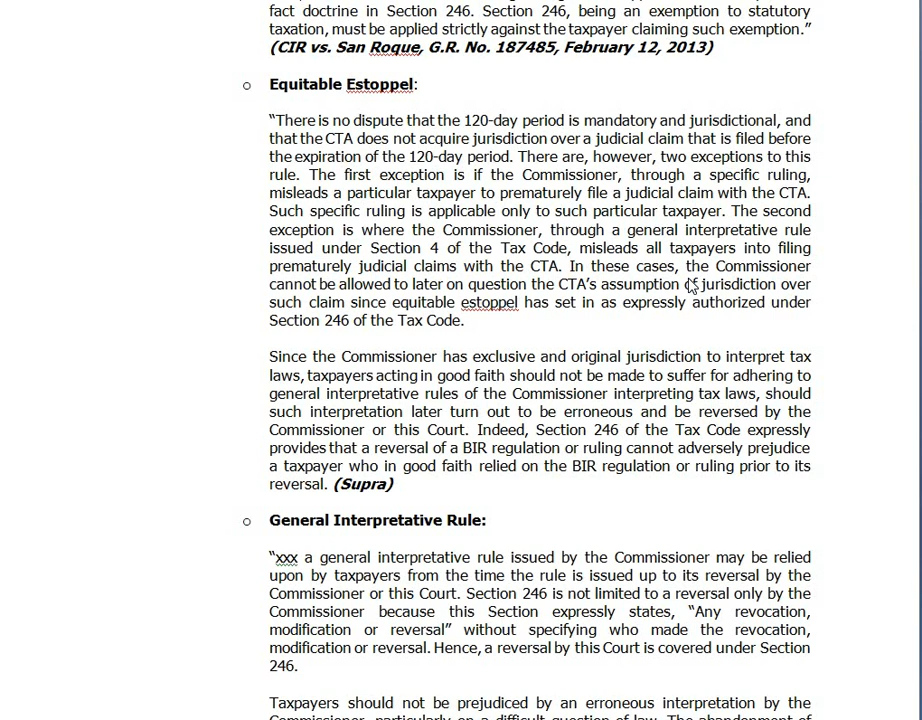 fact doctrine in Section 246. Section 246, being an exemption to statutory
taxation, must be applied strictly against the taxpayer claiming such exemption.”
(CIR vs. San Roque, G.R. No. 187485, February 12, 2013)
o Equitable Estoppel:
“There is no dispute that the 120-day period is mandatory and jurisdictional, and
that the CTA does not acquire jurisdiction over a judicial claim that is filed before
the expiration of the 120-day period. There are, however, two exceptions to this
rule. The first exception is if the Commissioner, through a specific ruling,
misleads a particular taxpayer to prematurely file a judicial claim with the CTA.
Such specific ruling is applicable only to such particular taxpayer. The second
exception is where the Commissioner, through a general interpretative rule
issued under Section 4 of the Tax Code, misleads all taxpayers into filing
prematurely judicial claims with the CTA. In these cases, the Commissioner
cannot be allowed to later on question the CTA’s assumption of jurisdiction over
such claim since equitable estoppel has set in as expressly authorized under
Section 246 of the Tax Code.
Since the Commissioner has exclusive and original jurisdiction to interpret tax
laws, taxpayers acting in good faith should not be made to suffer for adhering to
general interpretative rules of the Commissioner interpreting tax laws, should
such interpretation later turn out to be erroneous and be reversed by the
Commissioner or this Court. Indeed, Section 246 of the Tax Code expressly
provides that a reversal of a BIR regulation or ruling cannot adversely prejudice
a taxpayer who in good faith relied on the BIR regulation or ruling prior to its
reversal. (Supra)
o General Interpretative Rule:
“xxx a general interpretative rule issued by the Commissioner may be relied
upon by taxpayers from the time the rule is issued up to its reversal by the
Commissioner or this Court. Section 246 is not limited to a reversal only by the
Commissioner because this Section expressly states, “Any revocation,
modification or reversal” without specifying who made the revocation,
modification or reversal. Hence, a reversal by this Court is covered under Section
246.
Taxpayers should not be prejudiced by an erroneous interpretation by the
Commissioner, particularly on a difficult question of law. The abandonment of